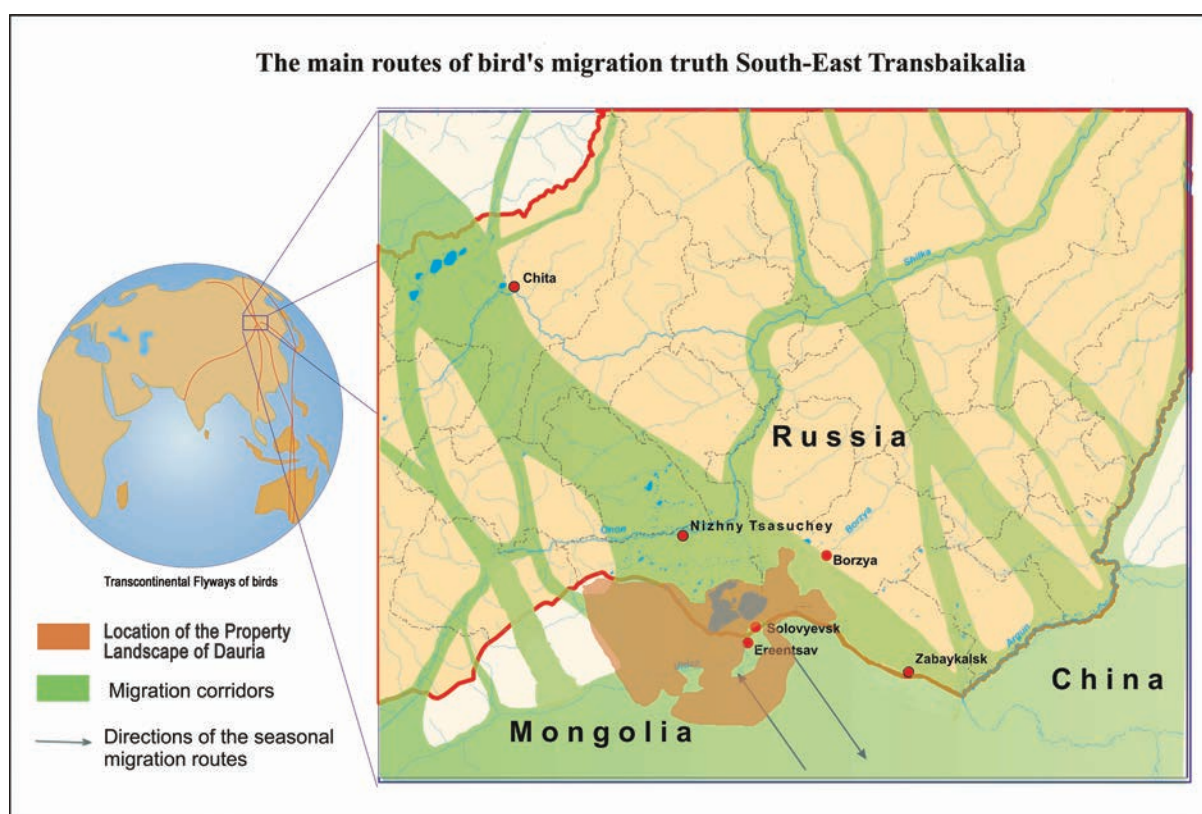 The main routes of bird's migration truth South-East Transbaikalia
Chita
Shilka
Russia
Onon
Nizhny Tsasuchey
Borzya
Borzya
Solovyevsk
Ereentsav
Uldza
Argun
Zabaykalsk
China
Mongolia
Transcontinental Flyways of birds
Location of the Property
Landscape of Dauria
Migration corridors
Directions of the seasonal
migration routes